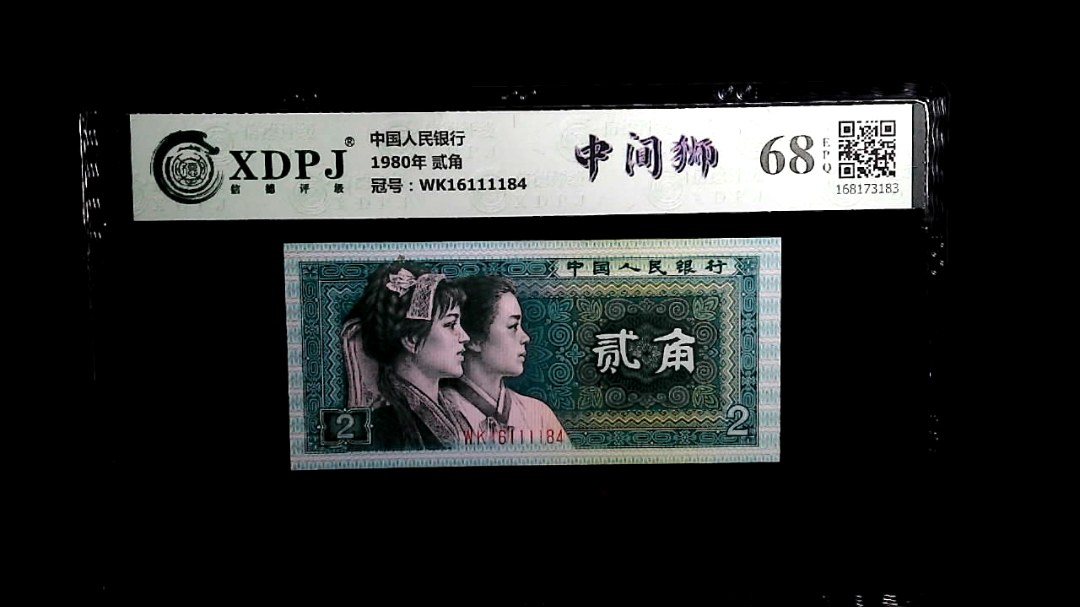 XDPJ®
信德评级
中国人民银行
1980年 贰角
冠号：WK16111184
中间狮
68
EPQ
168173183
中国人民银行
贰角
2
2
WK16111184